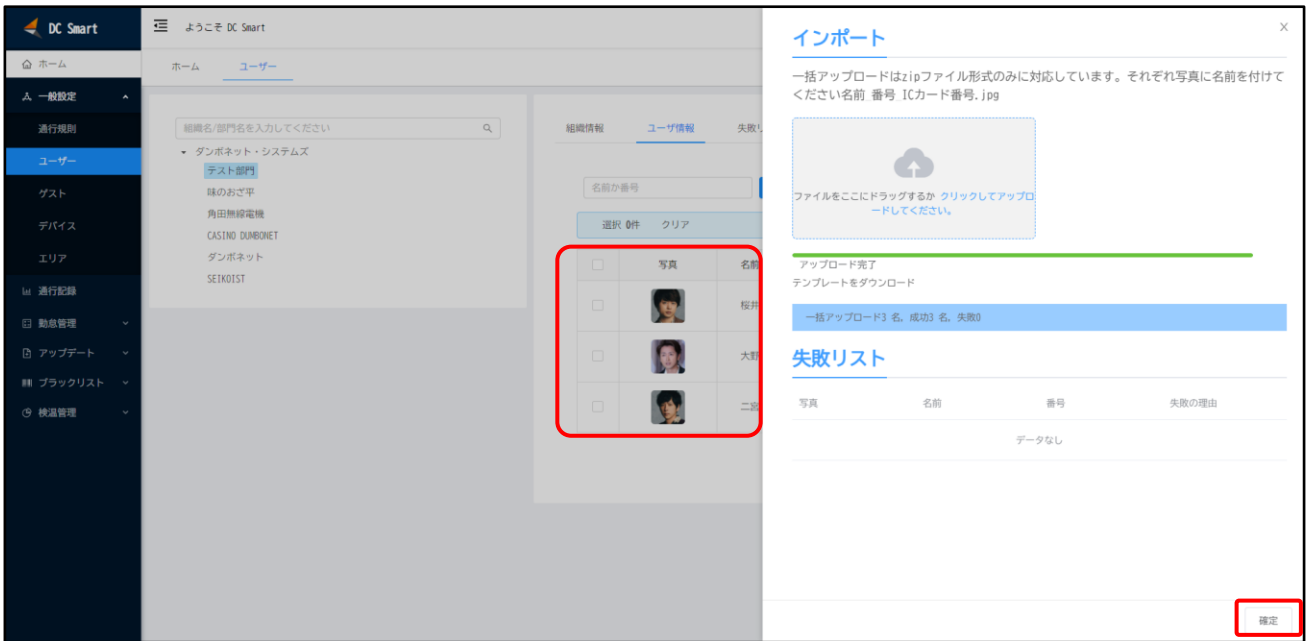 DC Smart
ようこそ DC Smart
ホーム
一般設定
通行規則
ユーザー
ゲスト
デバイス
エリア
通行記録
勤怠管理
アップデート
ブラックリスト
検温管理
ホーム
ユーザー
組織名/部門名を入力してください
ダンボネット・システムズ
テスト部門
味のおざ平
角田無線電機
CASINO DUMBONET
ダンボネット
SEIKOIST
組織情報
ユーザ情報
失敗リ
名前か番号
選択 0件 クリア
写真
名前
桜井
大野
二宮
インポート
一括アップロードはzipファイル形式のみに対応しています。それぞれ写真に名前を付けて
ください名前_番号_ICカード番号.jpg
ファイルをここにドラッグするか クリックしてアップロ
ードしてください。
アップロード完了
テンプレートをダウンロード
一括アップロード3 名。成功3 名。失敗0
失敗リスト
写真 名前 番号 失敗の理由
データなし
確定